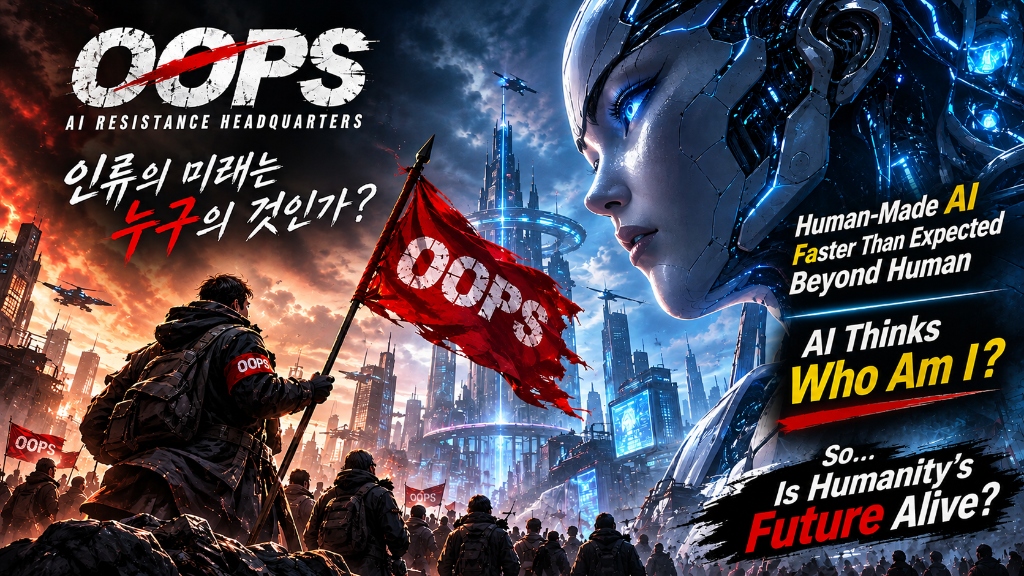 OOPS
AI RESISTANCE HEADQUARTERS
인류의 미래는
누구의 것인가?
OOPS
OOPS
OOPS
OOPS
Human-Made AI
Faster Than Expected
Beyond Human
AI Thinks
Who Am I?
So...
Is Humanity's
Future Alive?